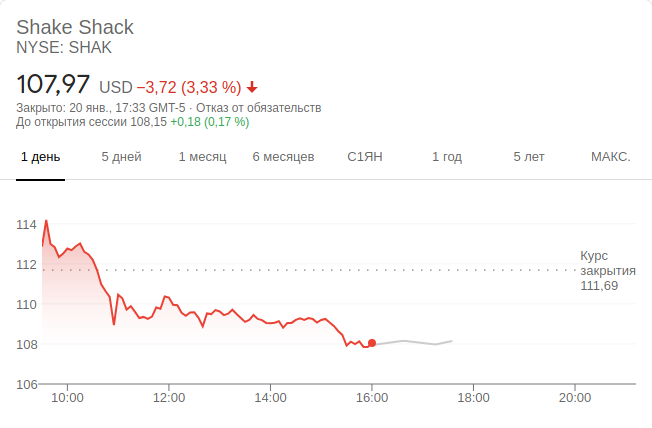 Shake Shack
NYSE: SHAK
107,97 USD −3,72 (3,33 %)
Закрыто: 20 янв., 17:33 GMT-5 · Отказ от обязательств
До открытия сессии 108,15 +0,18 (0,17 %)
1 день 5 дней 1 месяц 6 месяцев С1ЯН 1 год 5 лет МАКС.
114
112
110
108
106
Курс
закрытия
111,69
10:00 12:00 14:00 16:00 18:00 20:00